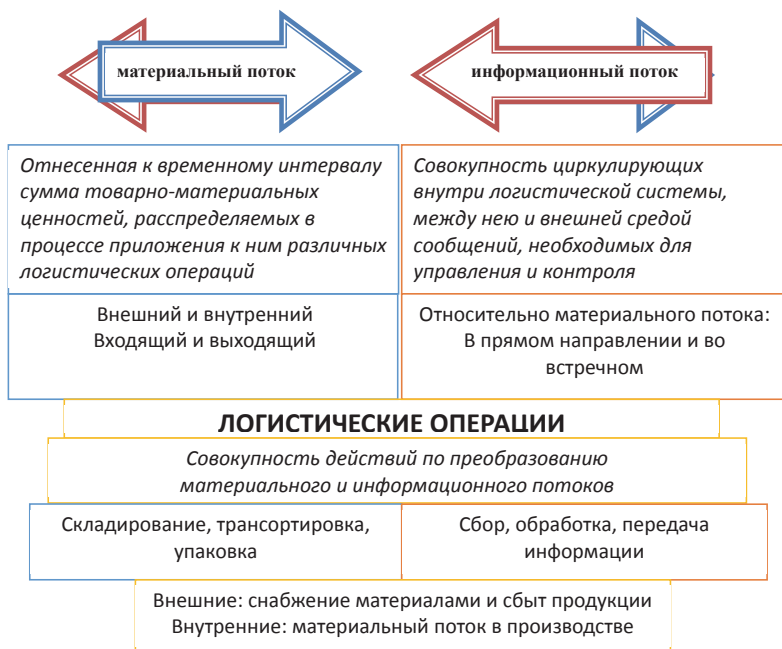 материальный поток
информационный поток
Отнесенная к временному интервалу
сумма товарно-материальных
ценностей, расспределяемых в
процессе приложения к ним различных
логистических операций
Совокупность циркулирующих
внутри логистической системы,
между нею и внешней средой
сообщений, необходимых для
управления и контроля
Внешний и внутренний
Входящий и выходящий
Относительно материального потока:
В прямом направлении и во
встречном
ЛОГИСТИЧЕСКИЕ ОПЕРАЦИИ
Совокупность действий по преобразованию
материального и информационного потоков
Складирование, трансортировка,
упаковка
Сбор, обработка, передача
информации
Внешние: снабжение материалами и сбыт продукции
Внутренние: материальный поток в производстве